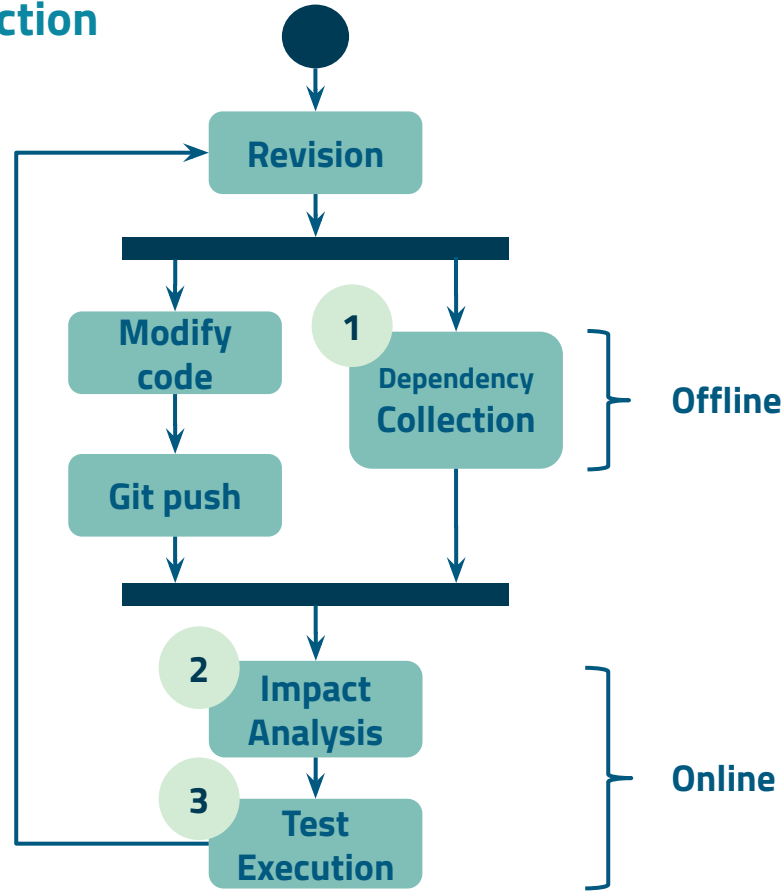 ction
Revision
Modify
code
1
Dependency
Collection
Offline
Git push
2
Impact
Analysis
Online
3
Test
Execution